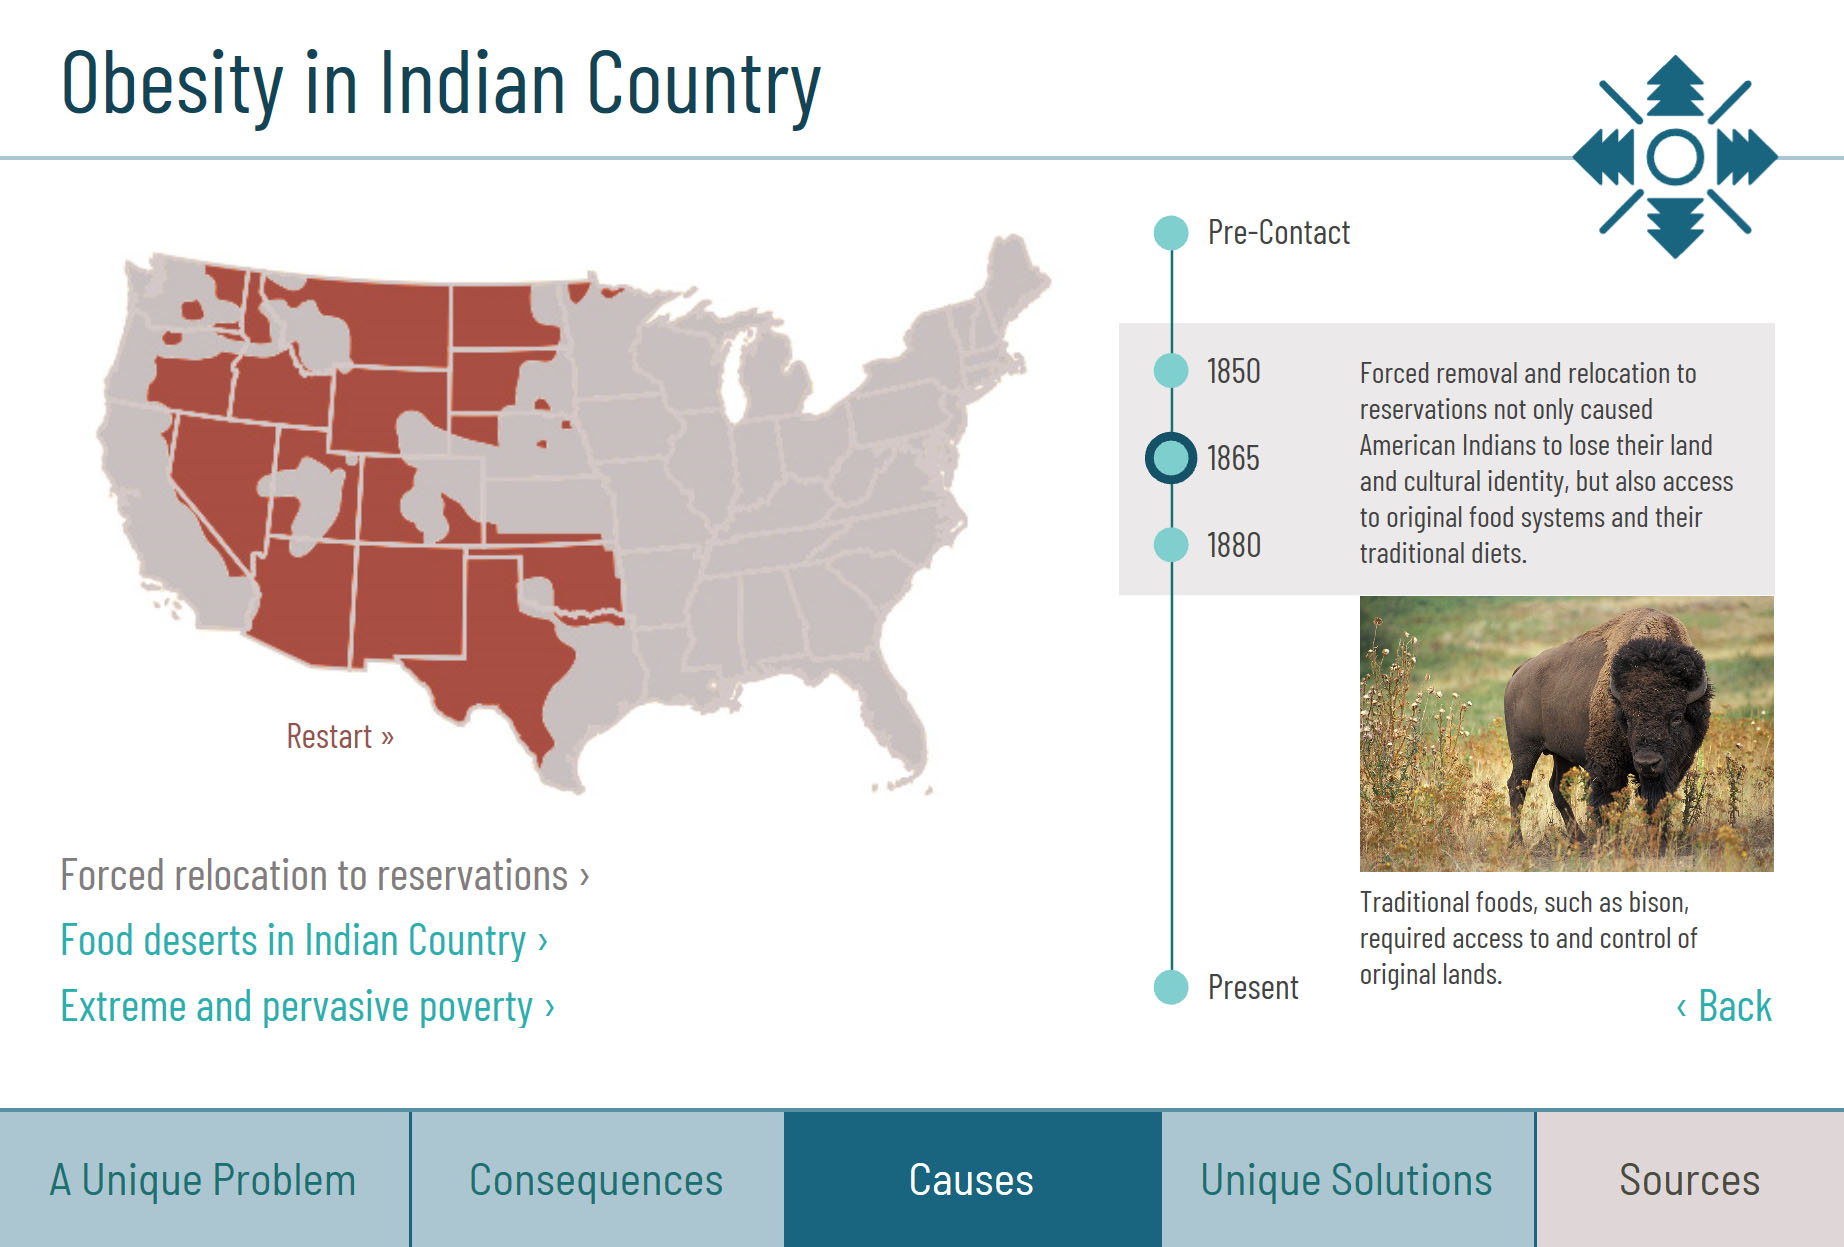 Obesity in Indian Country
Pre-Contact
1850
1865
1880
Present
Forced removal and relocation to
reservations not only caused
American Indians to lose their land
and cultural identity, but also access
to original food systems and their
traditional diets.
Traditional foods, such as bison,
required access to and control of
original lands.
Restart »
Forced relocation to reservations ›
Food deserts in Indian Country ›
Extreme and pervasive poverty ›
‹ Back
A Unique Problem
Consequences
Causes
Unique Solutions
Sources